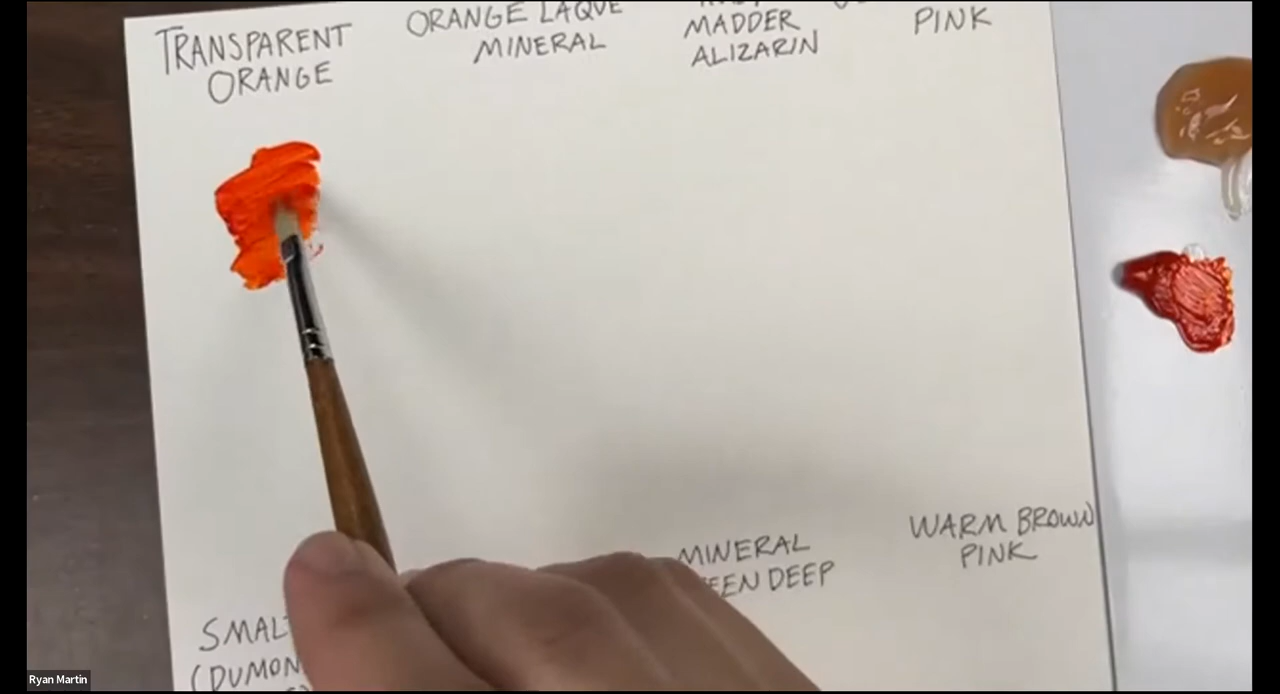 TRANSPARENT
ORANGE
ORANGE LAQUE
MINERAL
MADDER
ALIZARIN
PINK
MINERAL
EEN DEEP
WARM BROWN
PINK
SMAL
(DUMON
Ryan Martin